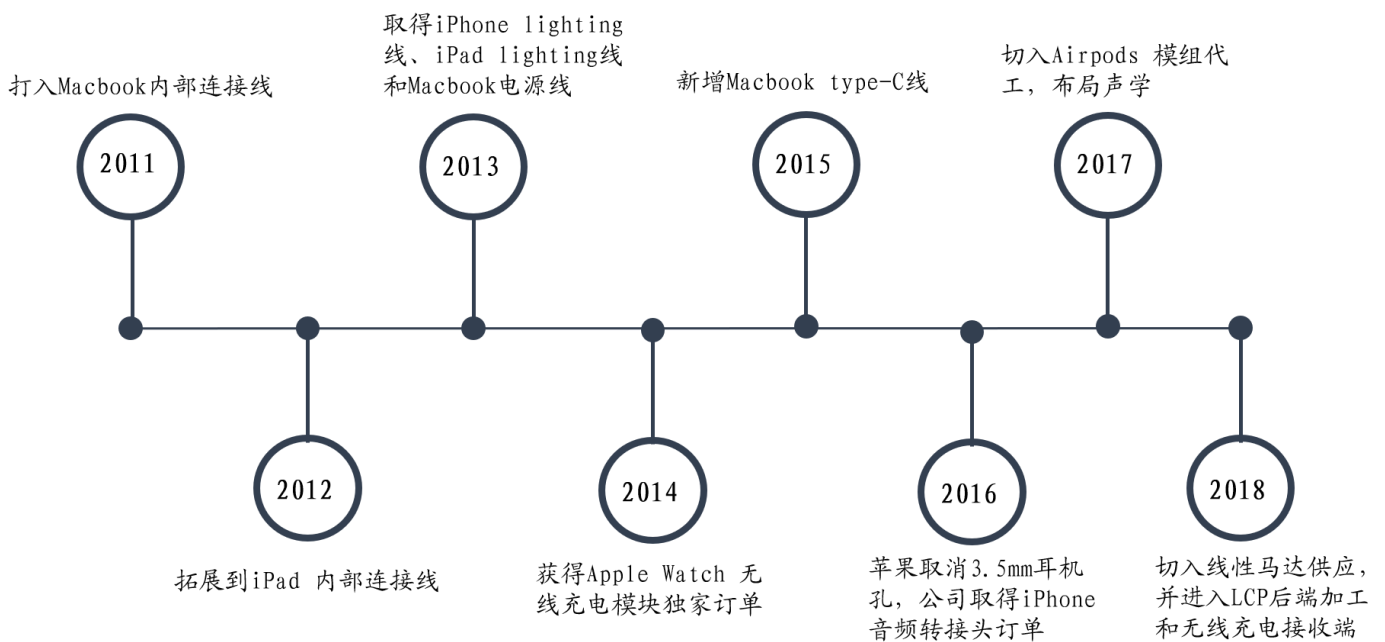 打入Macbook内部连接线
2011
拓展到iPad 内部连接线
2012
取得iPhone lighting
线、iPad lighting线
和Macbook电源线
2013
获得Apple Watch 无
线充电模块独家订单
2014
新增Macbook type-C线
2015
苹果取消3.5mm耳机
孔，公司取得iPhone
音频转接头订单
2016
切入Airpods 模组代
工，布局声学
2017
切入线性马达供应，
并进入LCP后端加工
和无线充电接收端
2018